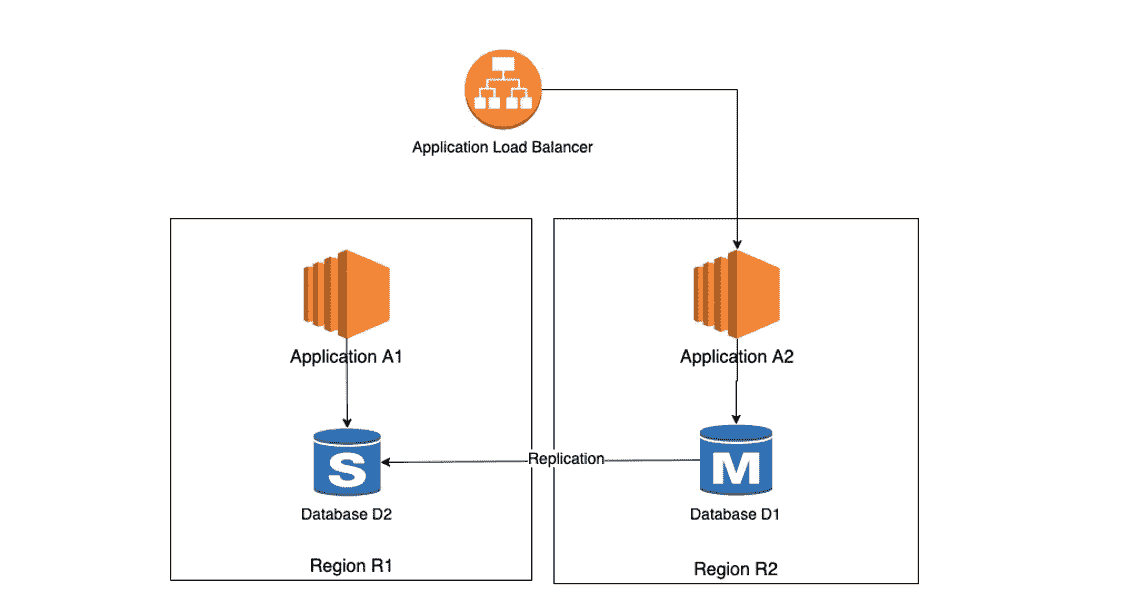 Application Load Balancer
Application A1
Application A2
S
Replication
M
Database D2
Database D1
Region R1
Region R2